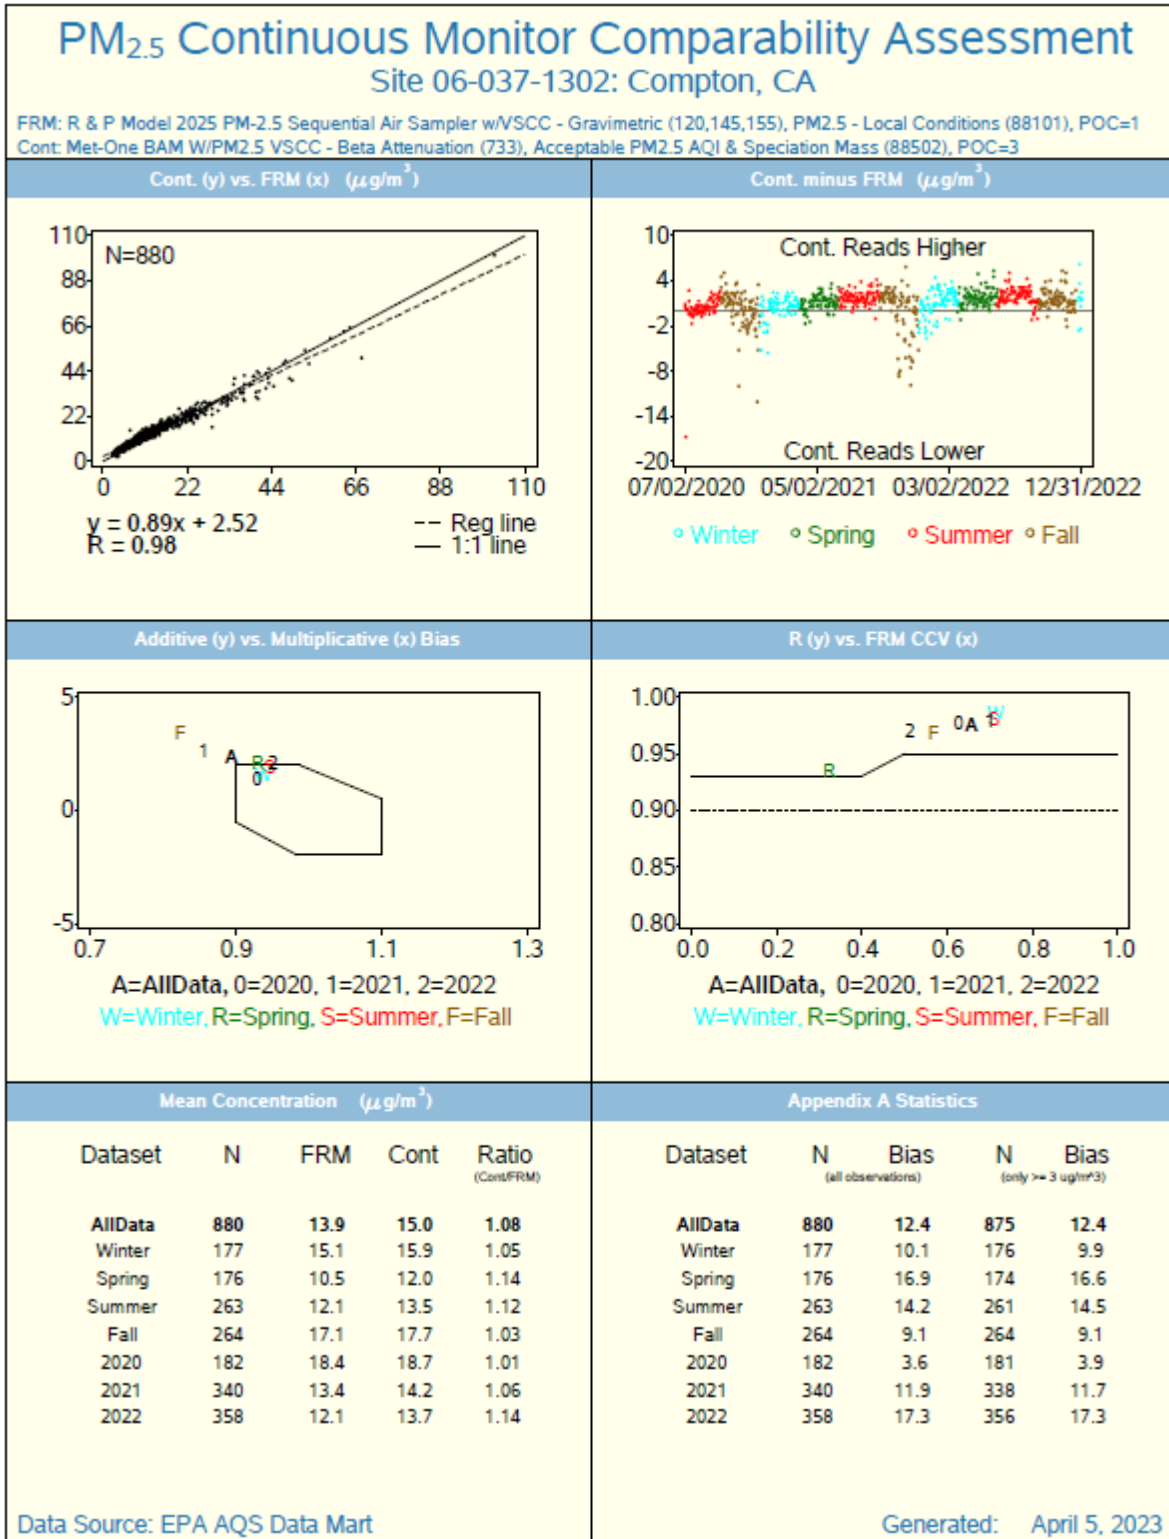 PM2.5 Continuous Monitor Comparability Assessment
Site 06-037-1302: Compton, CA
FRM: R & P Model 2025 PM-2.5 Sequential Air Sampler w/VSCC - Gravimetric (120,145,155), PM2.5 - Local Conditions (88101), POC=1
Cont: Met-One BAM W/PM2.5 VSCC - Beta Attenuation (733), Acceptable PM2.5 AQI & Speciation Mass (88502), POC=3
Cont. (y) vs. FRM (x) (μg/m³)
110
88
66
44
22
0
N=880
0 22 44 66 88 110
y = 0.89x + 2.52
R = 0.98
-- Reg line
— 1:1 line
Cont. minus FRM (μg/m³)
10
4
-2
-8
-14
-20
Cont. Reads Higher
Cont. Reads Lower
07/02/2020 05/02/2021 03/02/2022 12/31/2022
Winter Spring Summer Fall
Additive (y) vs. Multiplicative (x) Bias
5
0
-5
F
1
A
R
S
2
0
W
0.7 0.9 1.1 1.3
A=AllData, 0=2020, 1=2021, 2=2022
W=Winter, R=Spring, S=Summer, F=Fall
R (y) vs. FRM CCV (x)
1.00
0.95
0.90
0.85
0.80
R
2
F
0
A
1
W
S
0.0 0.2 0.4 0.6 0.8 1.0
A=AllData, 0=2020, 1=2021, 2=2022
W=Winter, R=Spring, S=Summer, F=Fall
Mean Concentration (μg/m³)
Dataset N FRM Cont Ratio
(Cont/FRM)
AllData 880 13.9 15.0 1.08
Winter 177 15.1 15.9 1.05
Spring 176 10.5 12.0 1.14
Summer 263 12.1 13.5 1.12
Fall 264 17.1 17.7 1.03
2020 182 18.4 18.7 1.01
2021 340 13.4 14.2 1.06
2022 358 12.1 13.7 1.14
Appendix A Statistics
Dataset N Bias N Bias
(all observations) (only >= 3 ug/m^3)
AllData 880 12.4 875 12.4
Winter 177 10.1 176 9.9
Spring 176 16.9 174 16.6
Summer 263 14.2 261 14.5
Fall 264 9.1 264 9.1
2020 182 3.6 181 3.9
2021 340 11.9 338 11.7
2022 358 17.3 356 17.3
Data Source: EPA AQS Data Mart
Generated: April 5, 2023